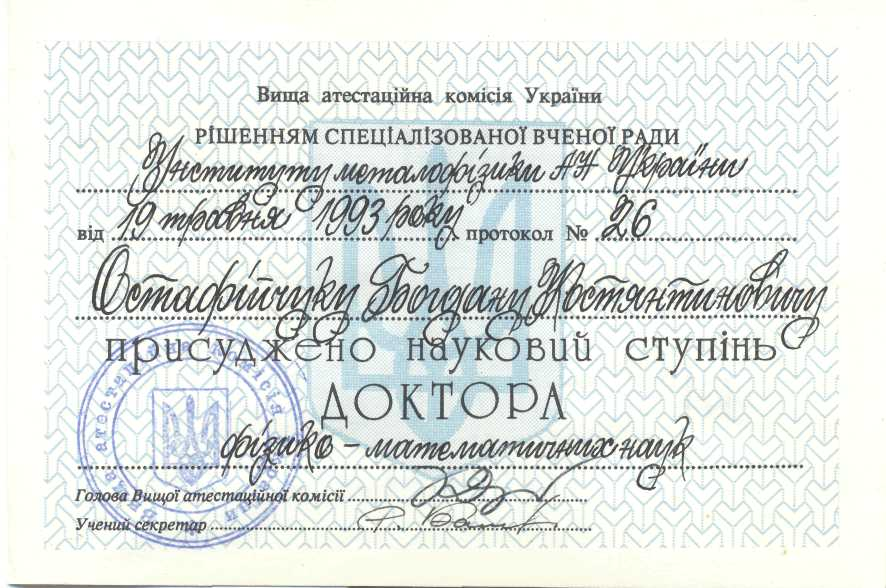 Вища атестаційна комісія України
РІШЕННЯМ СПЕЦІАЛІЗОВАНОЇ ВЧЕНОЇ РАДИ
Інституту металофізики АН України
від 19 травня 1993 року протокол № 26
Остафійчуку Богдану Костянтиновичу
присуджено науковий ступінь
ДОКТОРА
фізико-математичних наук
Голова Вищої атестаційної комісії
Учений секретар